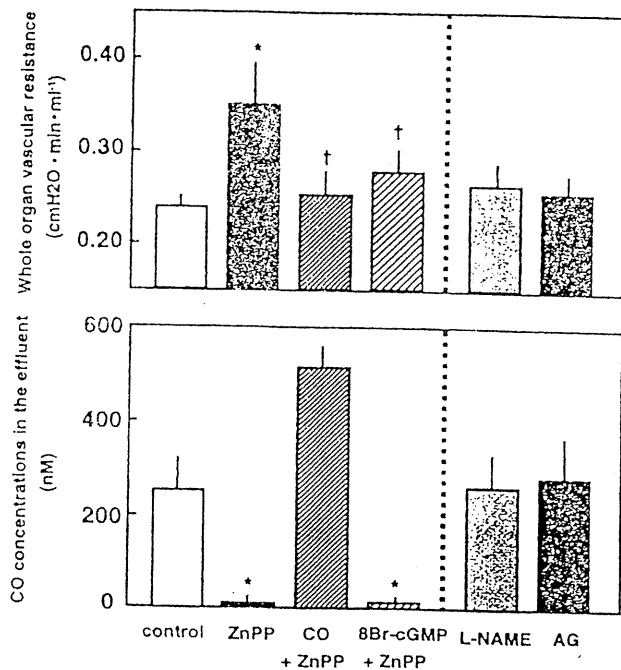 Whole organ vascular resistance
(cmH2O • min • ml⁻¹)
0.40
0.30
0.20
*
†
†
CO concentrations in the effluent
(nM)
600
400
200
0
*
*
control ZnPP CO 8Br-cGMP L-NAME AG
+ ZnPP + ZnPP